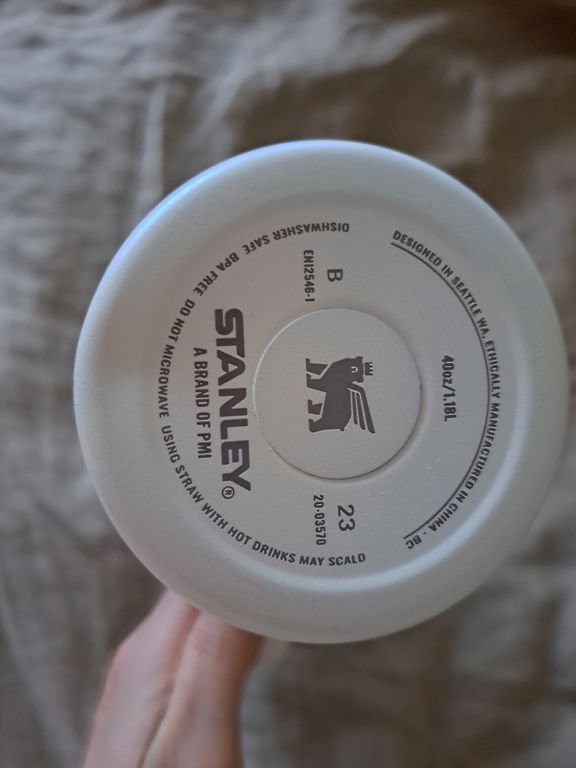 DESIGNED IN SEATTLE WA, ETHICALLY MANUFACTURED IN CHINA - BC
40oz/1.18L
B
EN12546-1
23
20-03570
STANLEY®
A BRAND OF PMI
DISHWASHER SAFE BPA FREE DO NOT MICROWAVE USING STRAW WITH HOT DRINKS MAY SCALD